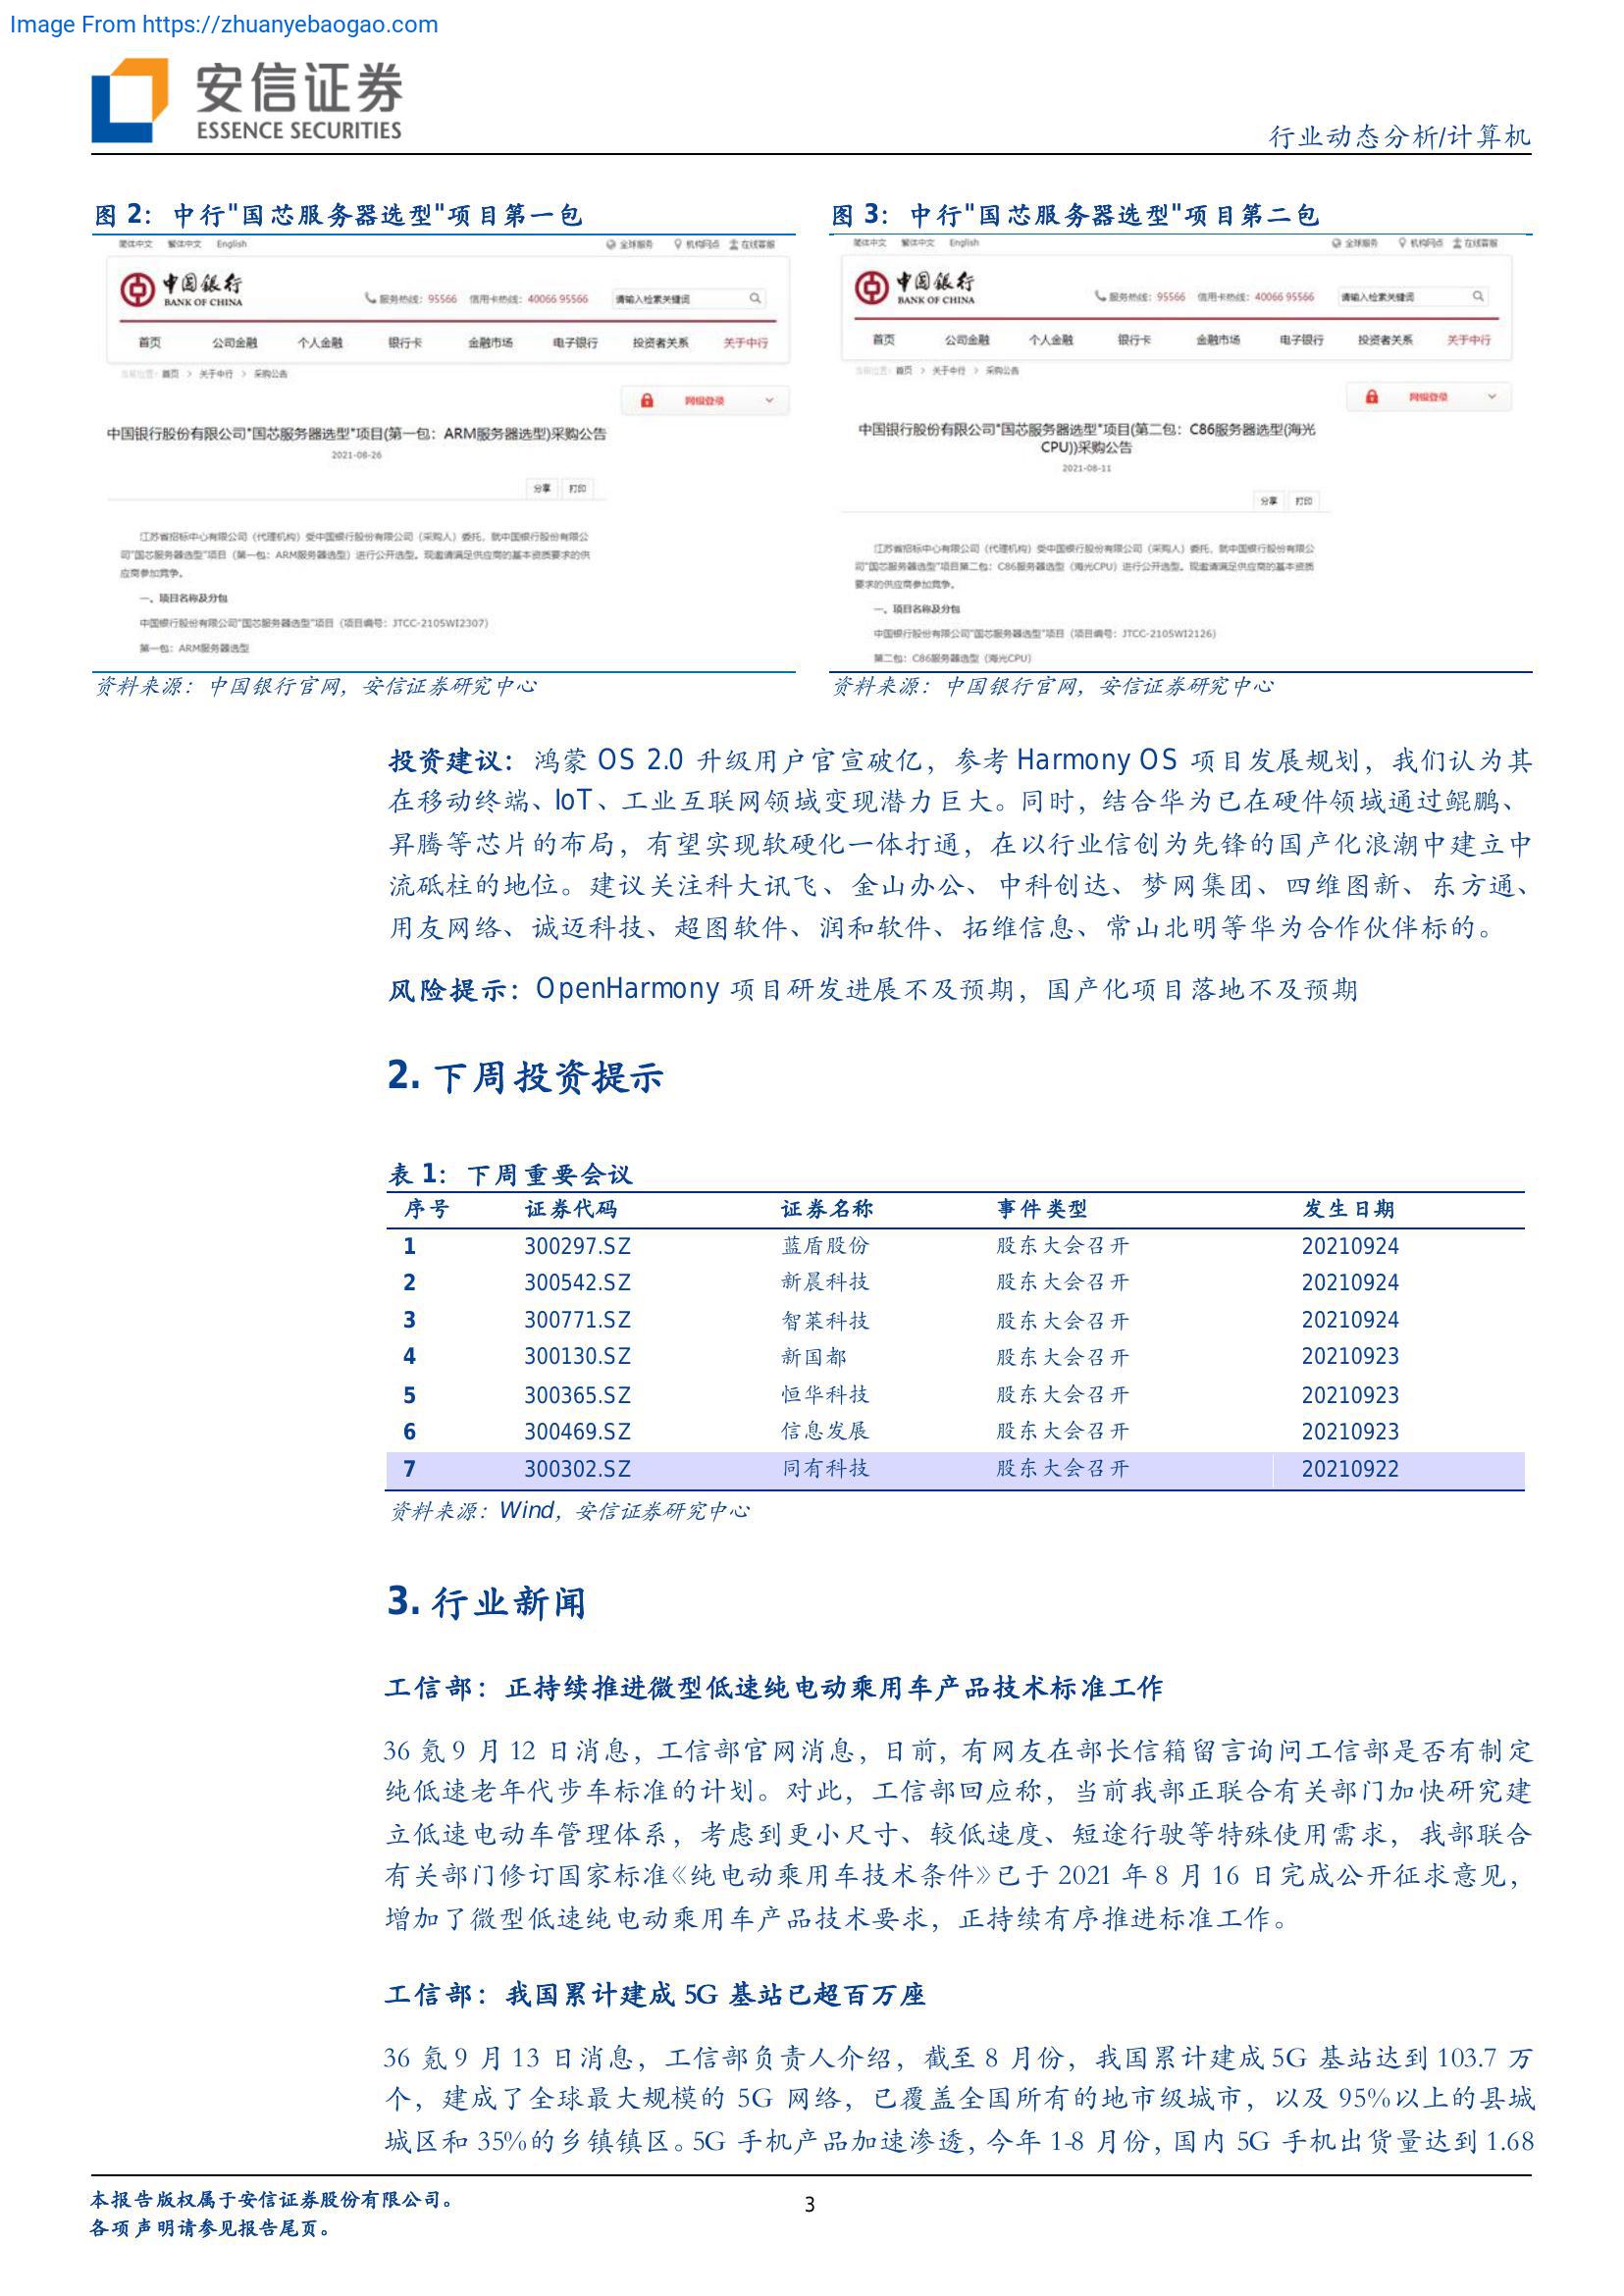 Image From https://zhuanyebaogao.com
安信证券
ESSENCE SECURITIES
行业动态分析/计算机
图 2：中行"国芯服务器选型"项目第一包
简体中文 繁体中文 English 全球服务 机构网点 在线客服
中国银行
BANK OF CHINA
服务热线：95566 信用卡热线：40066 95566 请输入检索关键词
首页 公司金融 个人金融 银行卡 金融市场 电子银行 投资者关系 关于中行
当前位置：首页 > 关于中行 > 采购公告
网银登录
中国银行股份有限公司"国芯服务器选型"项目(第一包：ARM服务器选型)采购公告
2021-08-26
分享 打印
江苏省招标中心有限公司（代理机构）受中国银行股份有限公司（采购人）委托，就中国银行股份有限公
司"国芯服务器选型"项目（第一包：ARM服务器选型）进行公开选型。现邀请满足供应商的基本资质要求的供
应商参加竞争。
一、项目名称及分包
中国银行股份有限公司"国芯服务器选型"项目（项目编号：JTCC-2105WI2307)
第一包：ARM服务器选型
资料来源：中国银行官网，安信证券研究中心
图 3：中行"国芯服务器选型"项目第二包
简体中文 繁体中文 English 全球服务 机构网点 在线客服
中国银行
BANK OF CHINA
服务热线：95566 信用卡热线：40066 95566 请输入检索关键词
首页 公司金融 个人金融 银行卡 金融市场 电子银行 投资者关系 关于中行
当前位置：首页 > 关于中行 > 采购公告
网银登录
中国银行股份有限公司"国芯服务器选型"项目(第二包：C86服务器选型(海光
CPU))采购公告
2021-08-11
分享 打印
江苏省招标中心有限公司（代理机构）受中国银行股份有限公司（采购人）委托，就中国银行股份有限公
司"国芯服务器选型"项目第二包：C86服务器选型（海光CPU）进行公开选型。现邀请满足供应商的基本资质
要求的供应商参加竞争。
一、项目名称及分包
中国银行股份有限公司"国芯服务器选型"项目（项目编号：JTCC-2105WI2126)
第二包：C86服务器选型（海光CPU)
资料来源：中国银行官网，安信证券研究中心
投资建议：鸿蒙 OS 2.0 升级用户官宣破亿，参考 Harmony OS 项目发展规划，我们认为其
在移动终端、IoT、工业互联网领域变现潜力巨大。同时，结合华为已在硬件领域通过鲲鹏、
昇腾等芯片的布局，有望实现软硬化一体打通，在以行业信创为先锋的国产化浪潮中建立中
流砥柱的地位。建议关注科大讯飞、金山办公、中科创达、梦网集团、四维图新、东方通、
用友网络、诚迈科技、超图软件、润和软件、拓维信息、常山北明等华为合作伙伴标的。
风险提示：OpenHarmony 项目研发进展不及预期，国产化项目落地不及预期
2. 下周投资提示
表 1：下周重要会议
序号 证券代码 证券名称 事件类型 发生日期
1 300297.SZ 蓝盾股份 股东大会召开 20210924
2 300542.SZ 新晨科技 股东大会召开 20210924
3 300771.SZ 智莱科技 股东大会召开 20210924
4 300130.SZ 新国都 股东大会召开 20210923
5 300365.SZ 恒华科技 股东大会召开 20210923
6 300469.SZ 信息发展 股东大会召开 20210923
7 300302.SZ 同有科技 股东大会召开 20210922
资料来源：Wind，安信证券研究中心
3. 行业新闻
工信部：正持续推进微型低速纯电动乘用车产品技术标准工作
36 氪 9 月 12 日消息，工信部官网消息，日前，有网友在部长信箱留言询问工信部是否有制定
纯低速老年代步车标准的计划。对此，工信部回应称，当前我部正联合有关部门加快研究建
立低速电动车管理体系，考虑到更小尺寸、较低速度、短途行驶等特殊使用需求，我部联合
有关部门修订国家标准《纯电动乘用车技术条件》已于 2021 年 8 月 16 日完成公开征求意见，
增加了微型低速纯电动乘用车产品技术要求，正持续有序推进标准工作。
工信部：我国累计建成 5G 基站已超百万座
36 氪 9 月 13 日消息，工信部负责人介绍，截至 8 月份，我国累计建成 5G 基站达到 103.7 万
个，建成了全球最大规模的 5G 网络，已覆盖全国所有的地市级城市，以及 95%以上的县城
城区和 35%的乡镇镇区。5G 手机产品加速渗透，今年 1-8 月份，国内 5G 手机出货量达到 1.68
本报告版权属于安信证券股份有限公司。
各项声明请参见报告尾页。
3